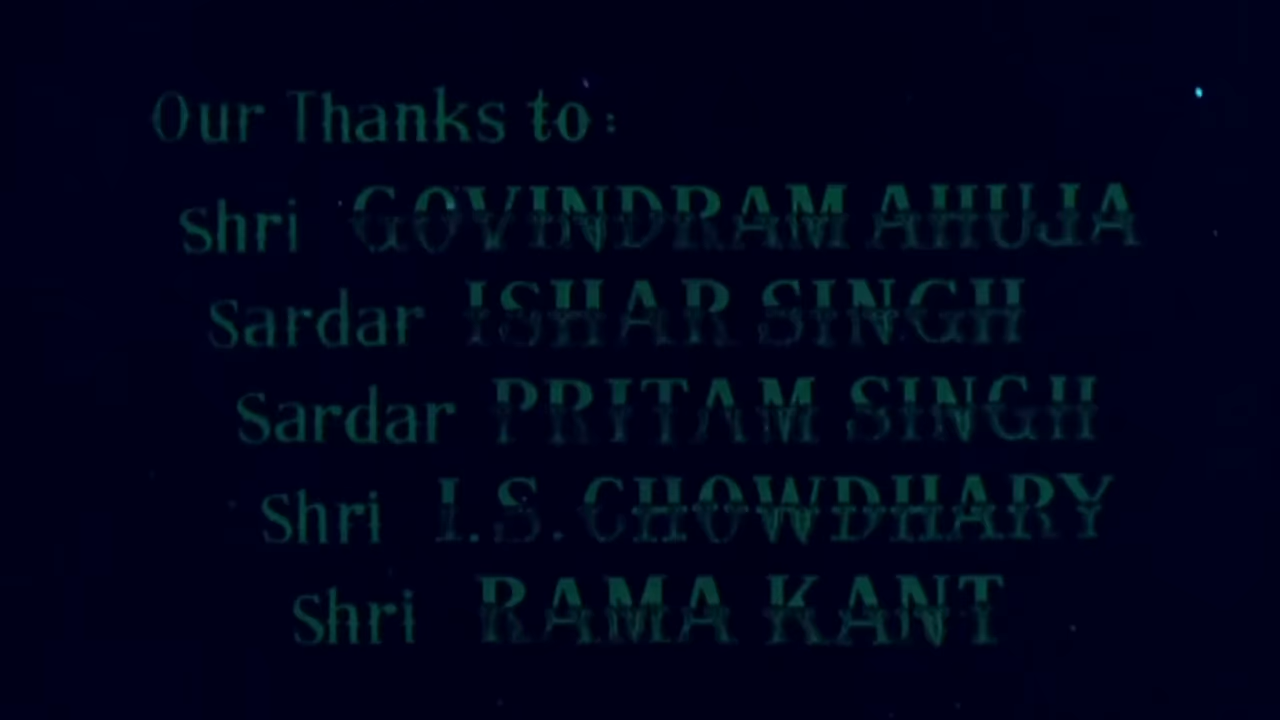 Our Thanks to:
Shri GOVINDRAM AHUJA
Sardar ISHAR SINGH
Sardar PRITAM SINGH
Shri I.S. CHOWDHARY
Shri RAMA KANT